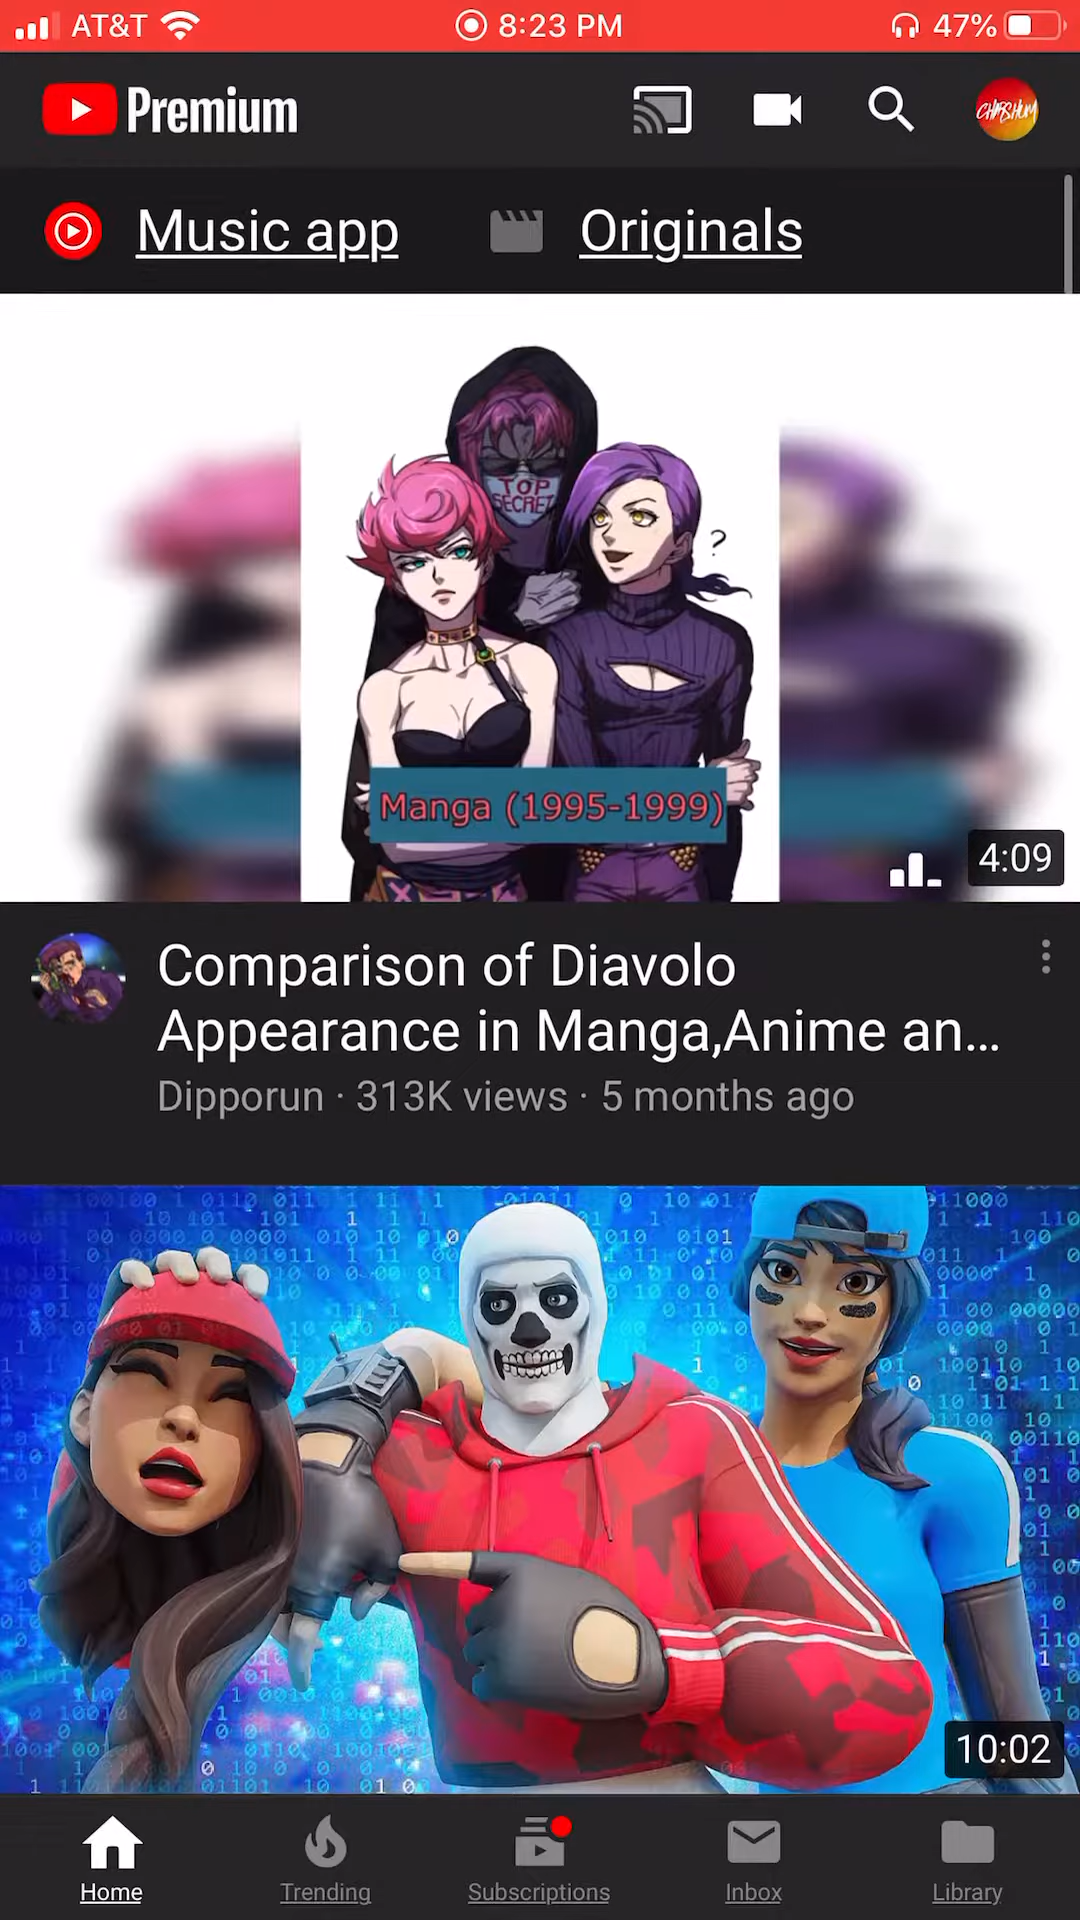 AT&T 8:23 PM 47%
Premium
CHAPSHUM
Music app Originals
TOP
SECRET
?
Manga (1995-1999)
4:09
Comparison of Diavolo
Appearance in Manga,Anime an...
Dipporun · 313K views · 5 months ago
10:02
Home Trending Subscriptions Inbox Library